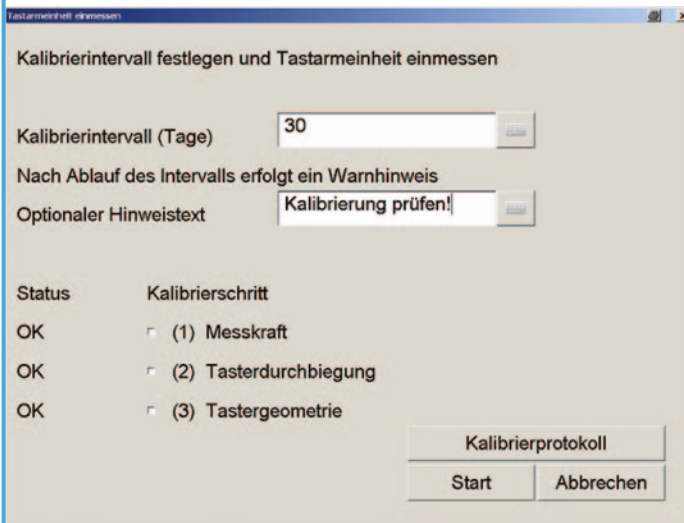 Tastarmeinheit einmessen
Kalibrierintervall festlegen und Tastarmeinheit einmessen
Kalibrierintervall (Tage) 30
Nach Ablauf des Intervalls erfolgt ein Warnhinweis
Optionaler Hinweistext Kalibrierung prüfen!
Status Kalibrierschritt
OK (1) Messkraft
OK (2) Tasterdurchbiegung
OK (3) Tastergeometrie
Kalibrierprotokoll
Start Abbrechen